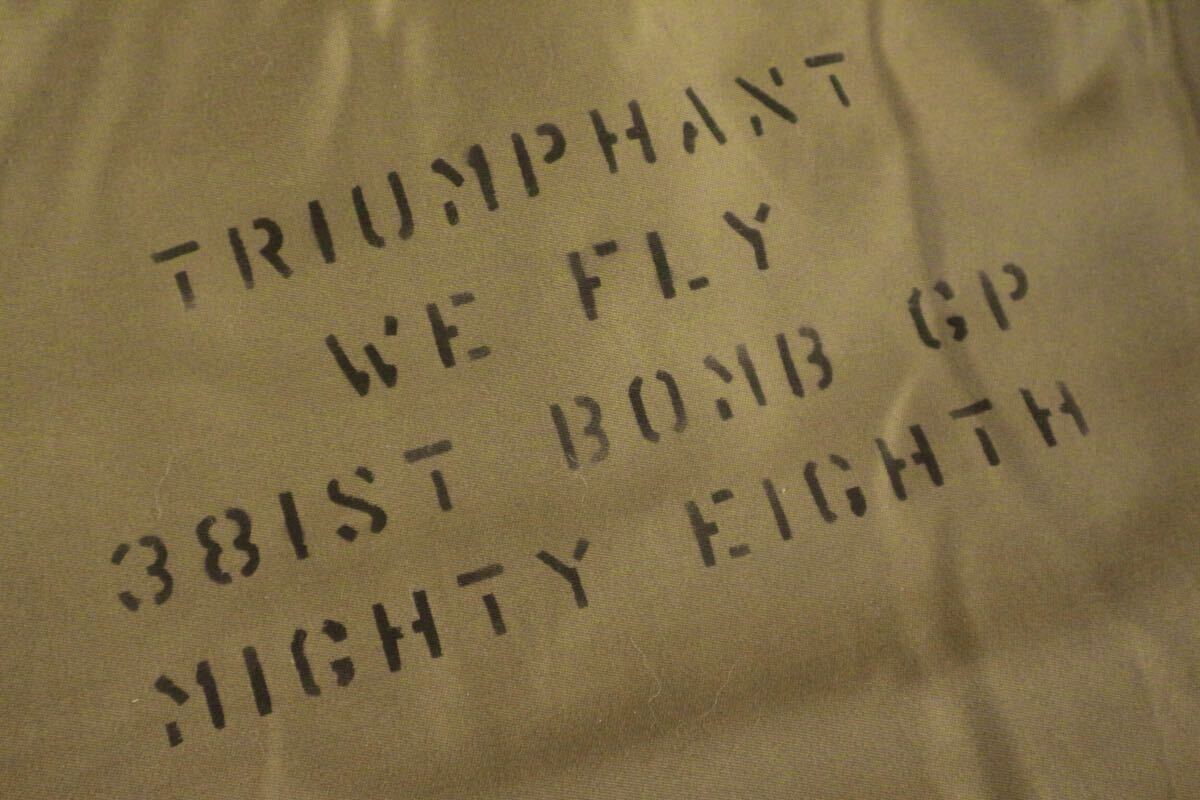 TRIUMPHANT
WE FLY
381ST BOMB GP
MIGHTY EIGHTH